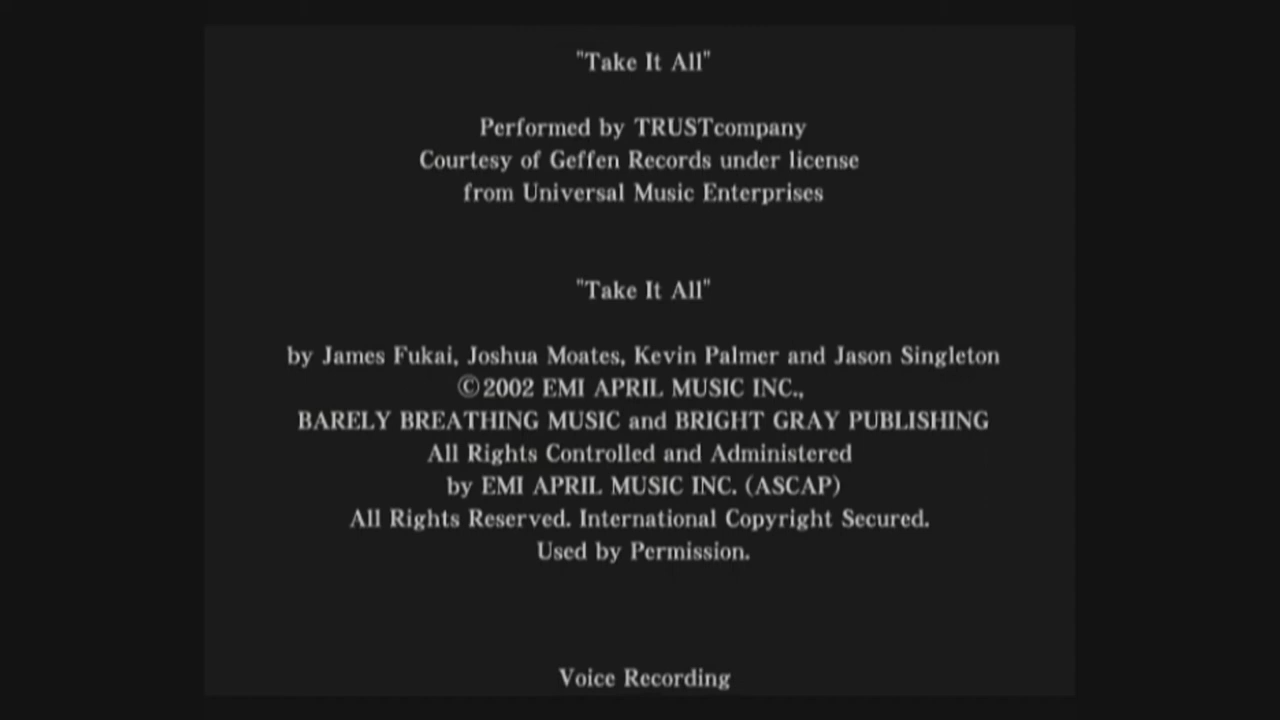 "Take It All"
Performed by TRUSTcompany
Courtesy of Geffen Records under license
from Universal Music Enterprises
"Take It All"
by James Fukai, Joshua Moates, Kevin Palmer and Jason Singleton
©2002 EMI APRIL MUSIC INC.,
BARELY BREATHING MUSIC and BRIGHT GRAY PUBLISHING
All Rights Controlled and Administered
by EMI APRIL MUSIC INC. (ASCAP)
All Rights Reserved. International Copyright Secured.
Used by Permission.
Voice Recording